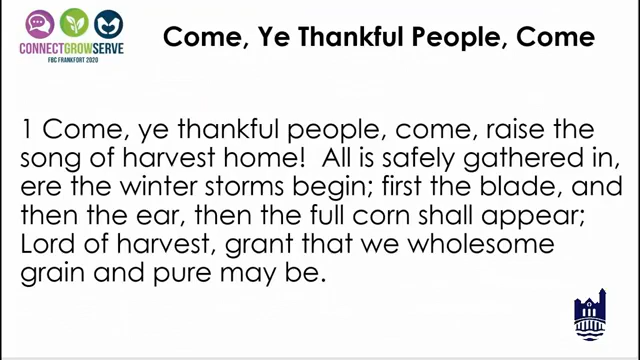 CONNECTGROWSERVE
FBC FRANKFORT 2020
Come, Ye Thankful People, Come
1 Come, ye thankful people, come, raise the
song of harvest home!  All is safely gathered in,
ere the winter storms begin; first the blade, and
then the ear, then the full corn shall appear;
Lord of harvest, grant that we wholesome
grain and pure may be.